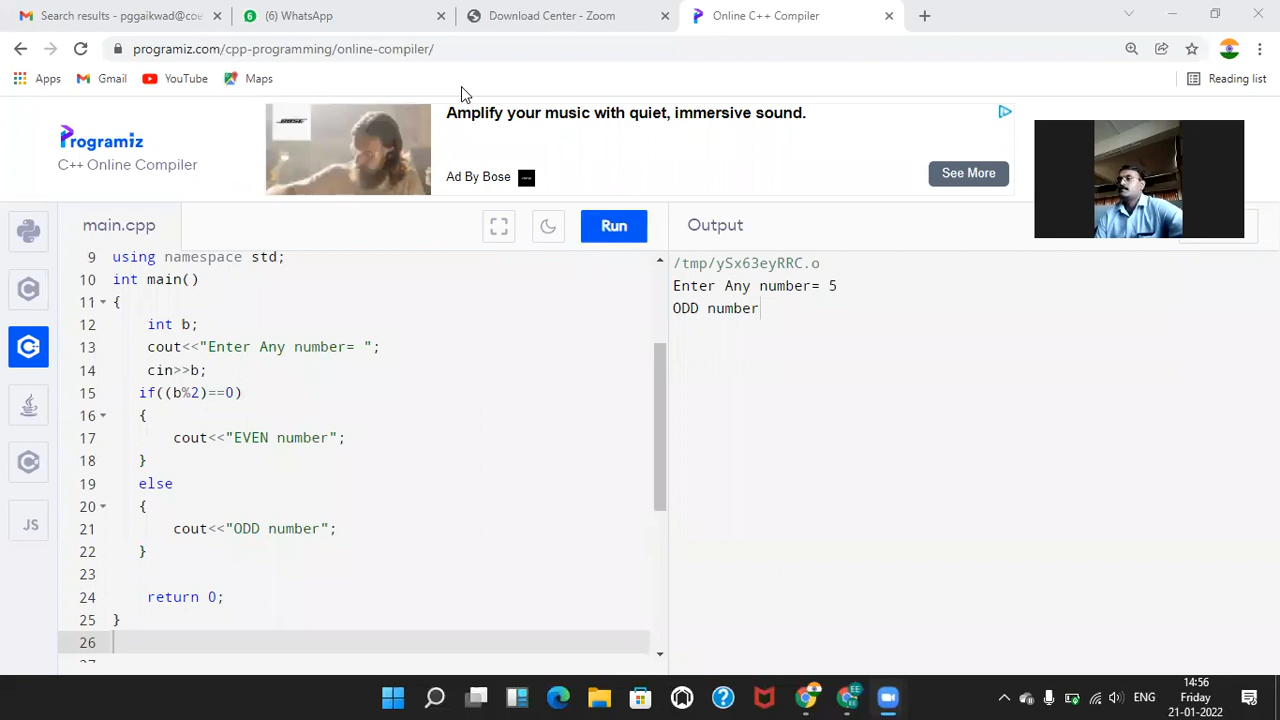 Search results - pggaikwad@coe
(6) WhatsApp
Download Center - Zoom
Online C++ Compiler
programiz.com/cpp-programming/online-compiler/
Apps
Gmail
YouTube
Maps
Reading list
Programiz
C++ Online Compiler
BOSE
Amplify your music with quiet, immersive sound.
Ad By Bose
See More
main.cpp
Run
Output
9 using namespace std;
10 int main()
11 {
12 int b;
13 cout<<"Enter Any number= ";
14 cin>>b;
15 if((b%2)==0)
16 {
17 cout<<"EVEN number";
18 }
19 else
20 {
21 cout<<"ODD number";
22 }
23
24 return 0;
25 }
26
/tmp/ySx63eyRRC.o
Enter Any number= 5
ODD number
JS
ENG
14:56
Friday
21-01-2022